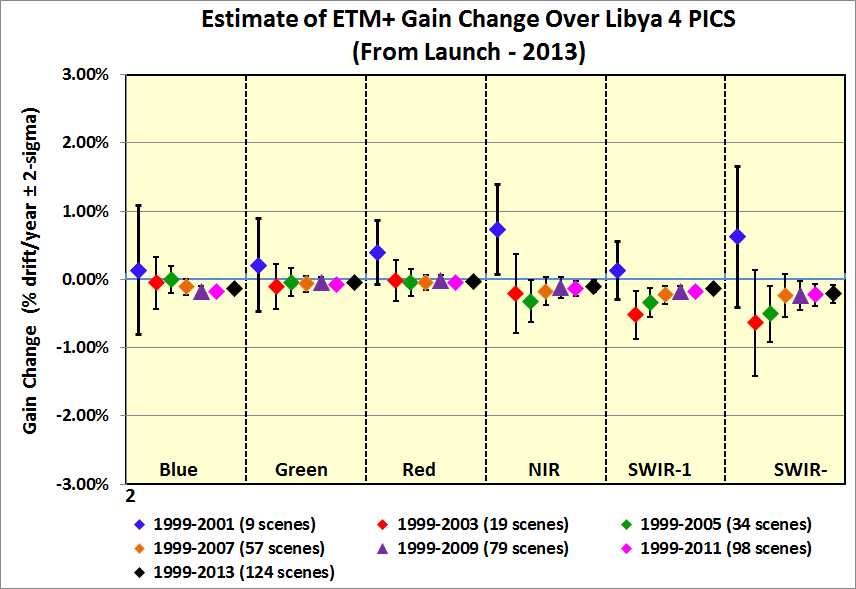 Estimate of ETM+ Gain Change Over Libya 4 PICS
(From Launch - 2013)
Gain Change (% drift/year ± 2-sigma)
3.00%
2.00%
1.00%
0.00%
-1.00%
-2.00%
-3.00%
Blue Green Red NIR SWIR-1 SWIR-
2
1999-2001 (9 scenes) 1999-2003 (19 scenes) 1999-2005 (34 scenes)
1999-2007 (57 scenes) 1999-2009 (79 scenes) 1999-2011 (98 scenes)
1999-2013 (124 scenes)